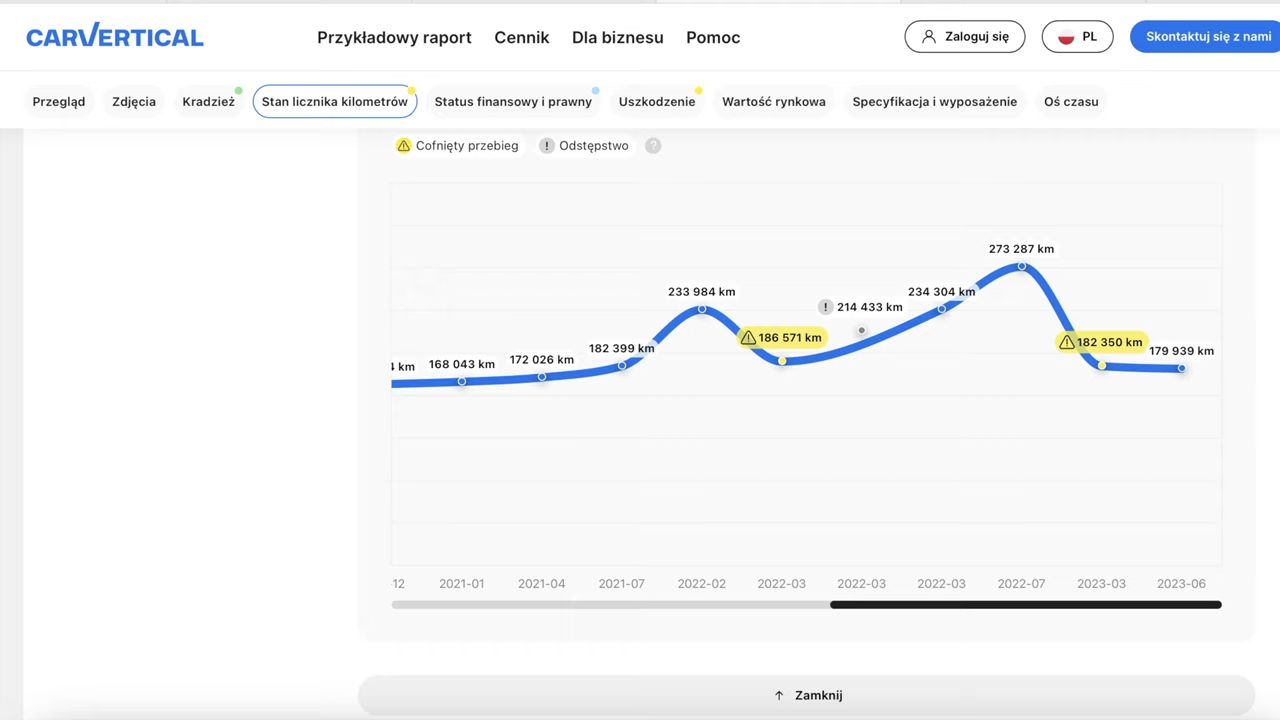 CARVERTICAL
Przykładowy raport Cennik Dla biznesu Pomoc
Zaloguj się PL Skontaktuj się z nami
Przegląd Zdjęcia Kradzież Stan licznika kilometrów Status finansowy i prawny Uszkodzenie Wartość rynkowa Specyfikacja i wyposażenie Oś czasu
Cofnięty przebieg ! Odstępstwo ?
273 287 km
233 984 km
234 304 km
! 214 433 km
186 571 km
182 350 km
182 399 km
179 939 km
172 026 km
168 043 km
4 km
-12 2021-01 2021-04 2021-07 2022-02 2022-03 2022-03 2022-03 2022-07 2023-03 2023-06
↑ Zamknij